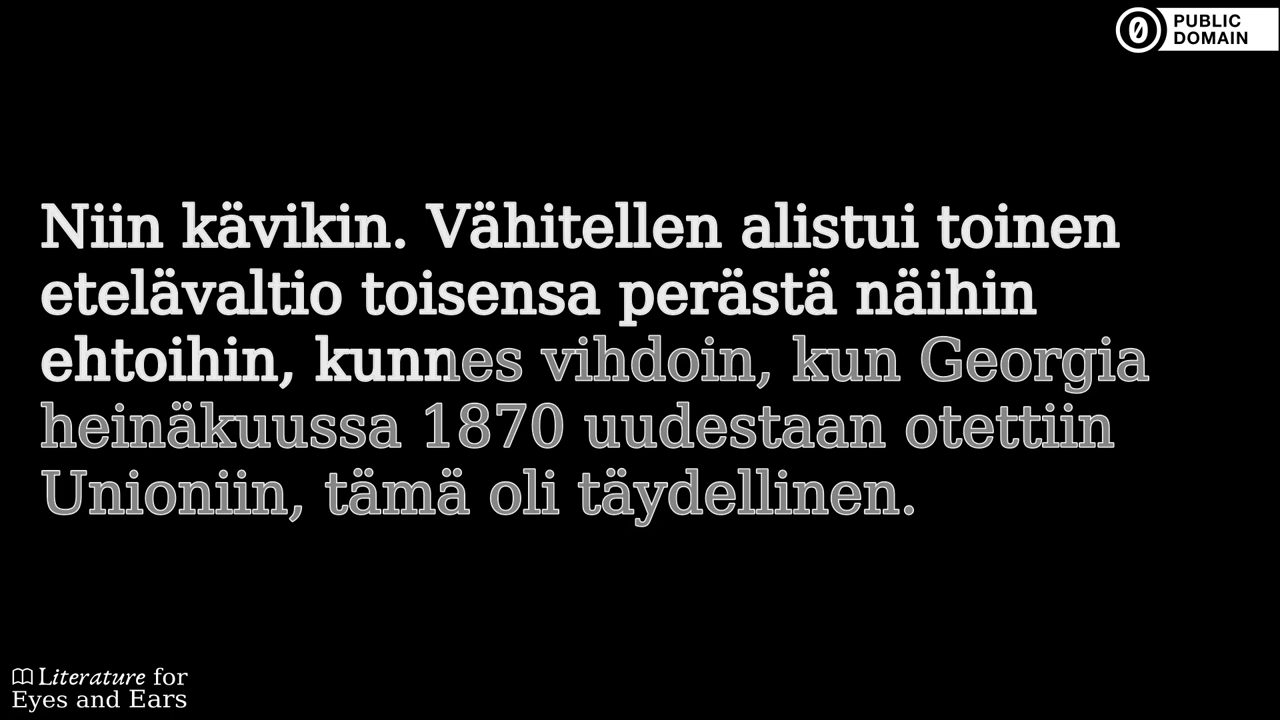 PUBLIC
DOMAIN
Niin kävikin. Vähitellen alistui toinen
etelävaltio toisensa perästä näihin
ehtoihin, kunnes vihdoin, kun Georgia
heinäkuussa 1870 uudestaan otettiin
Unioniin, tämä oli täydellinen.
Literature for
Eyes and Ears